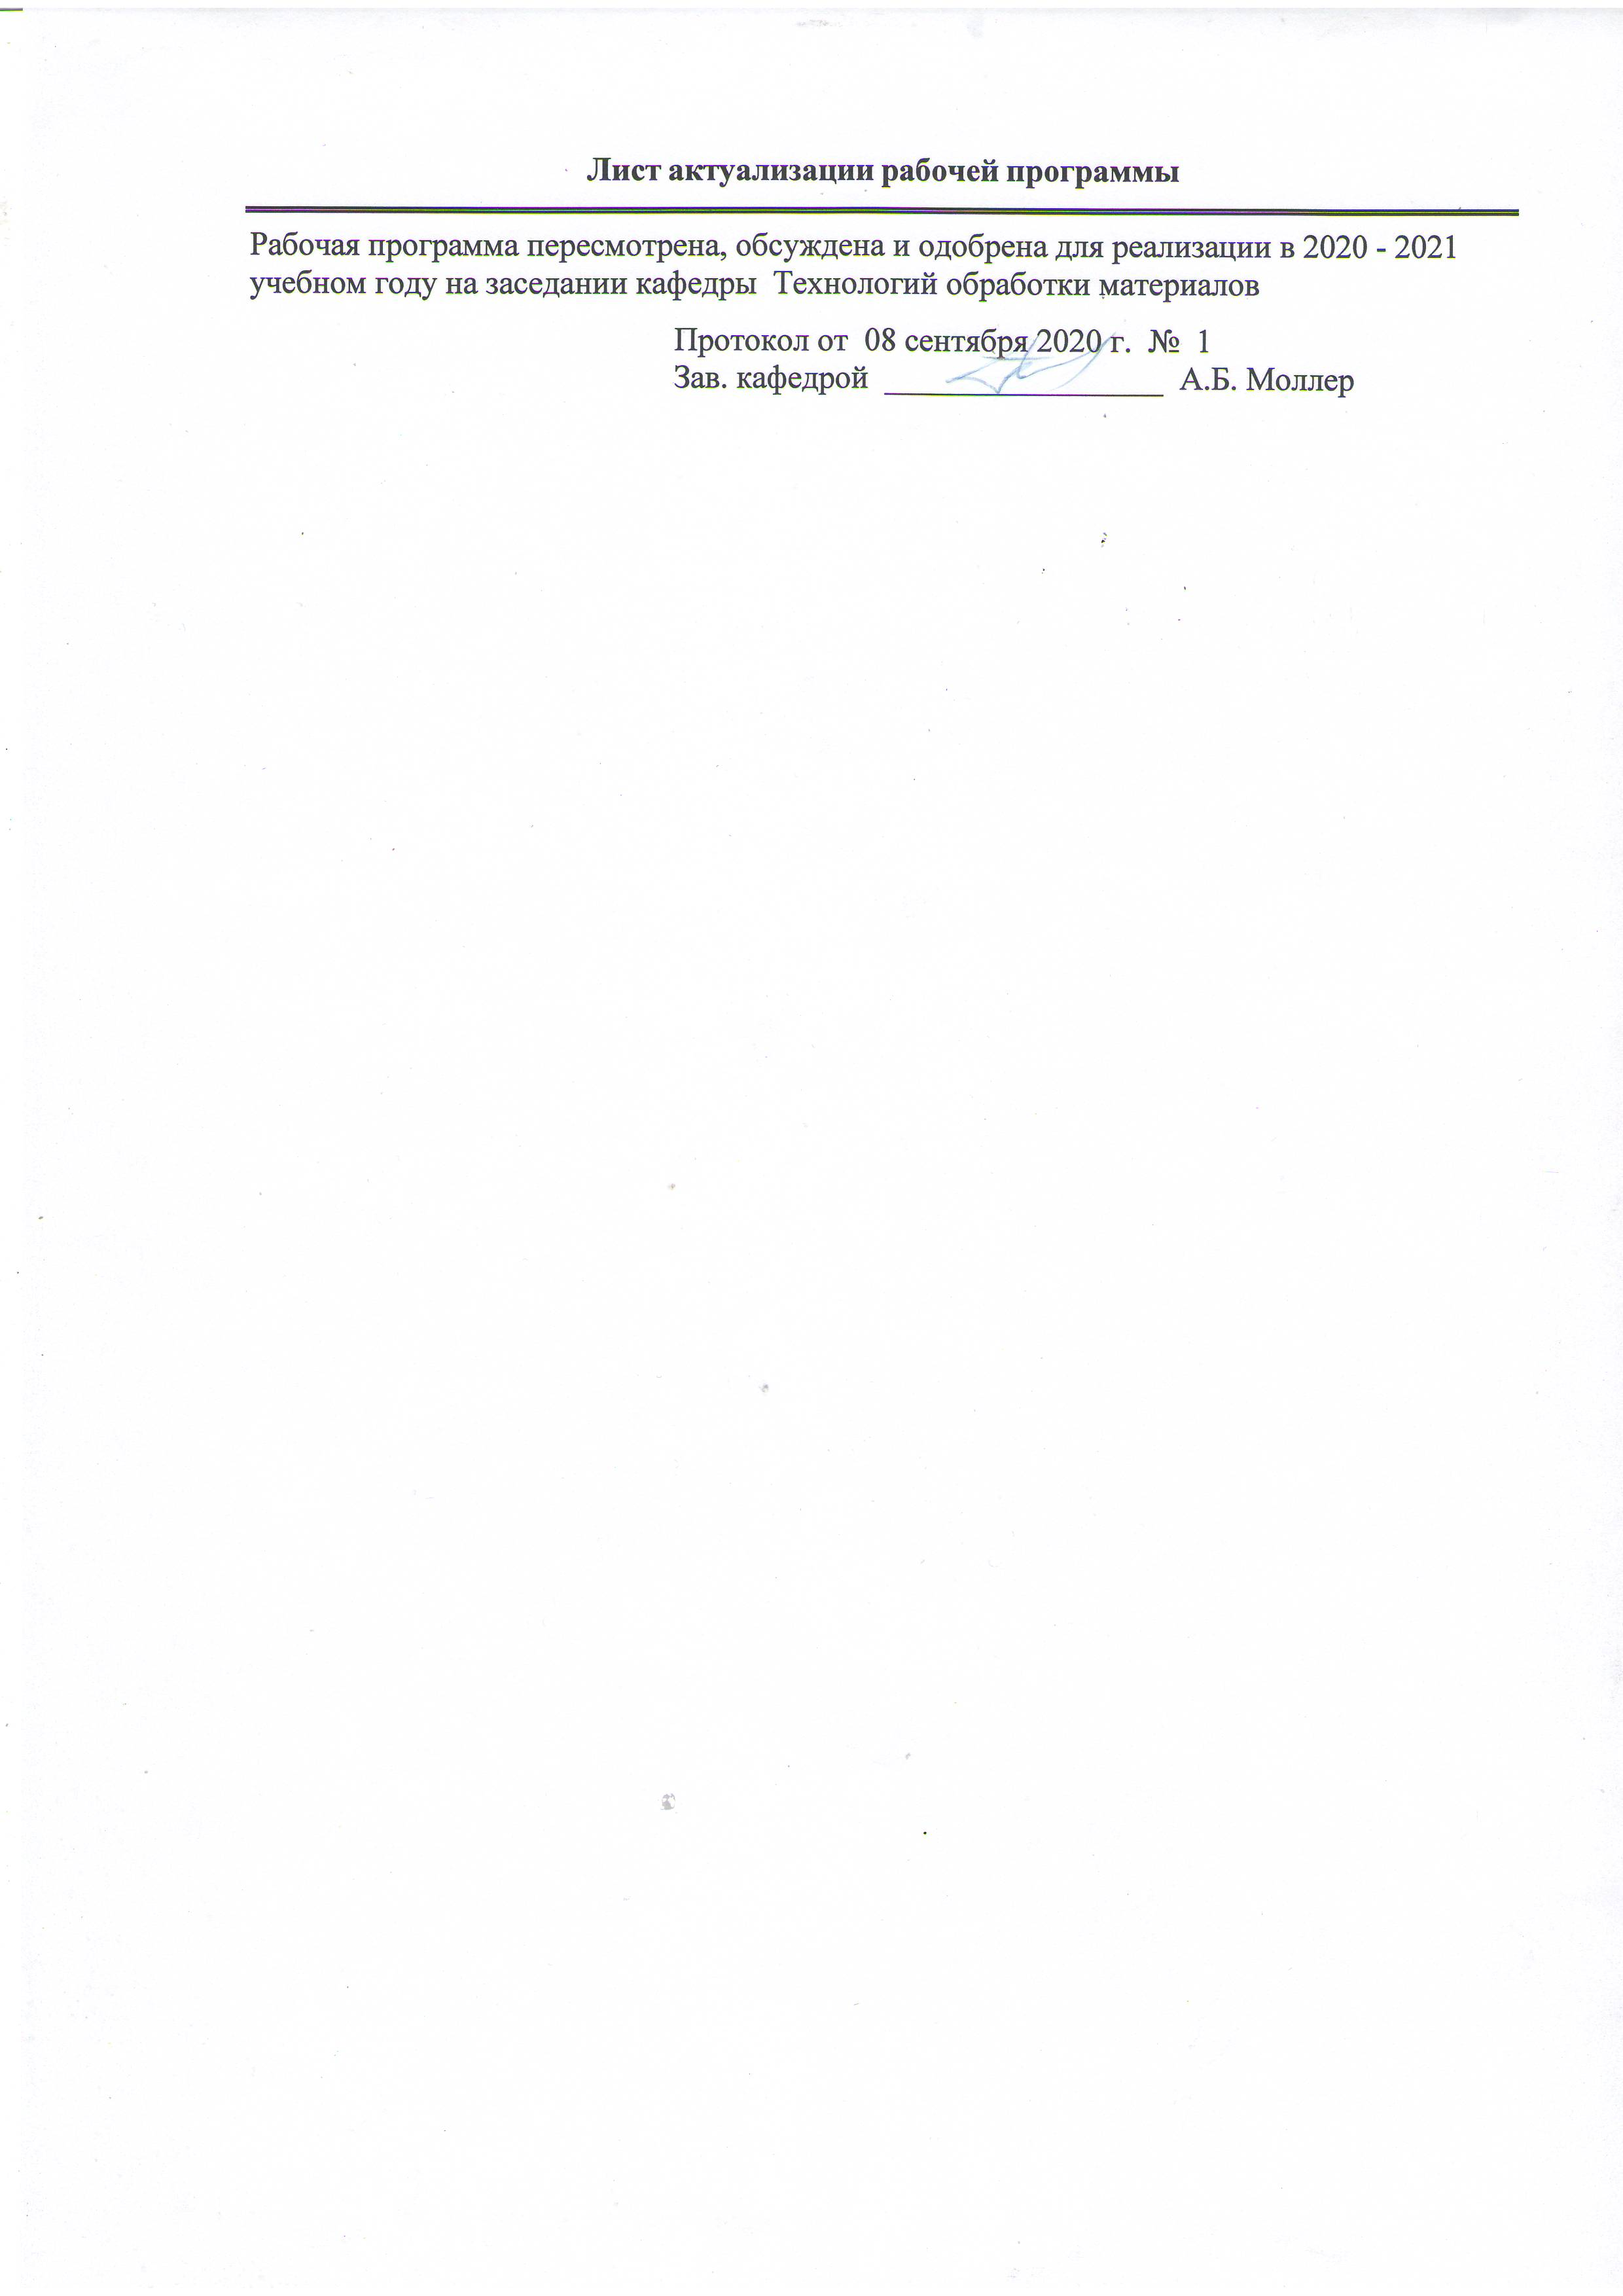 Лист актуализации рабочей программы
Рабочая программа пересмотрена, обсуждена и одобрена для реализации в 2020 - 2021
учебном году на заседании кафедры Технологий обработки материалов
Протокол от 08 сентября 2020 г. № 1
Зав. кафедрой ________________ А.Б. Моллер